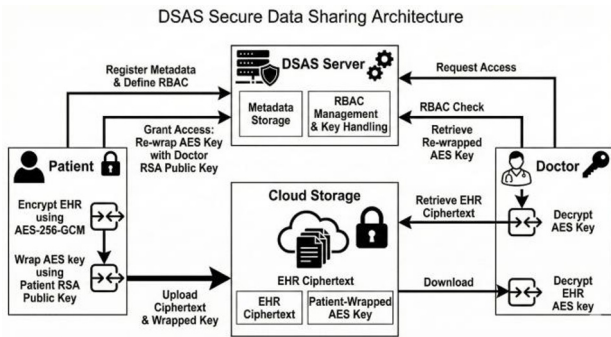 DSAS Secure Data Sharing Architecture
DSAS Server
Metadata
Storage
RBAC
Management
& Key Handling
Register Metadata
& Define RBAC
Grant Access:
Re-wrap AES Key
with Doctor
RSA Public Key
Request Access
RBAC Check
Retrieve
Re-wrapped
AES Key
Patient
Encrypt EHR
using
AES-256-GCM
Wrap AES key
using
Patient RSA
Public Key
Upload
Ciphertext
& Wrapped Key
Cloud Storage
EHR Ciphertext
EHR
Ciphertext
Patient-Wrapped
AES Key
Retrieve EHR
Ciphertext
Download
Doctor
Decrypt
AES Key
Decrypt
EHR
AES key